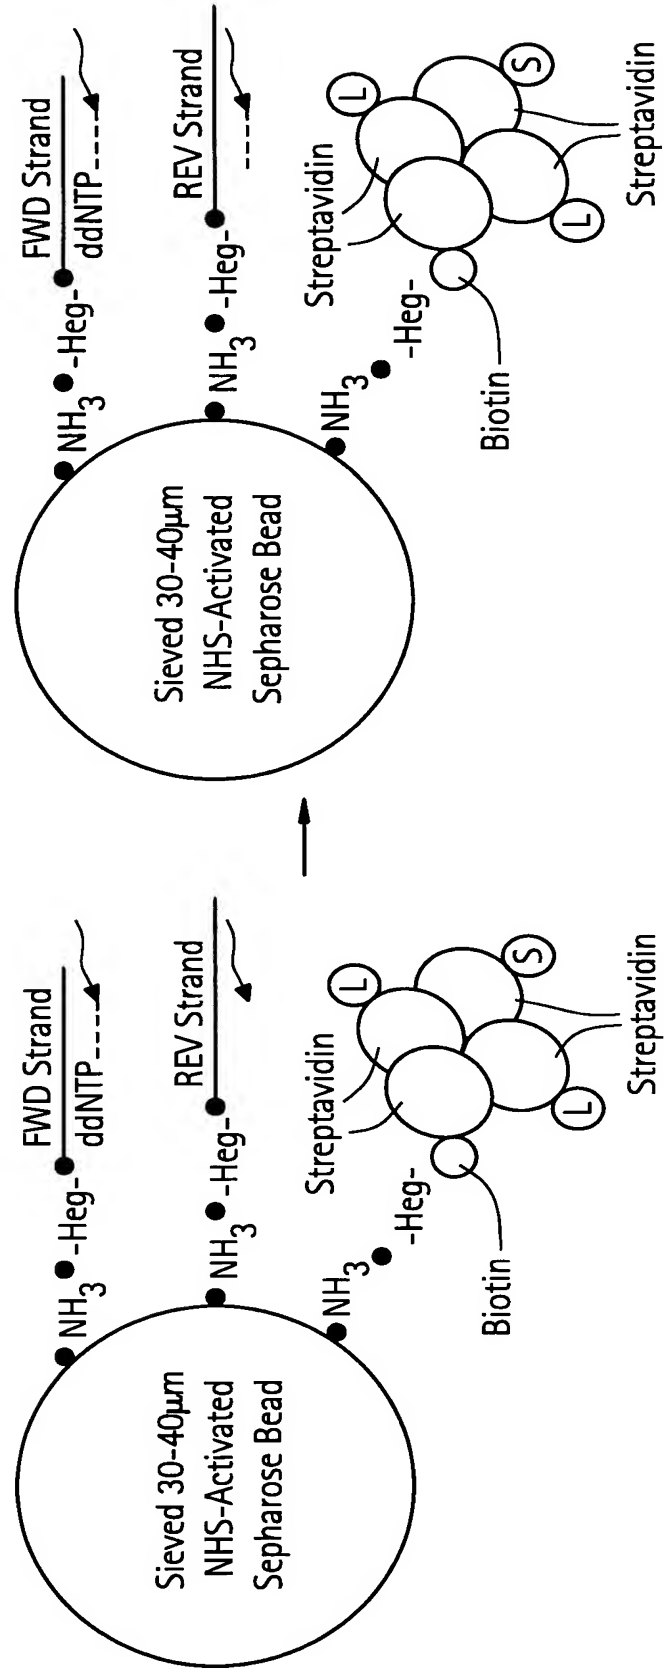 FWD Strand
ddNTP
NH3
-Heg-
REV Strand
NH3
-Heg-
Sieved 30-40μm
NHS-Activated
Sepharose Bead
NH3
-Heg-
Streptavidin
L
S
L
Biotin
Streptavidin
FWD Strand
ddNTP
NH3
-Heg-
REV Strand
NH3
-Heg-
Sieved 30-40μm
NHS-Activated
Sepharose Bead
NH3
-Heg-
Streptavidin
L
S
L
Biotin
Streptavidin